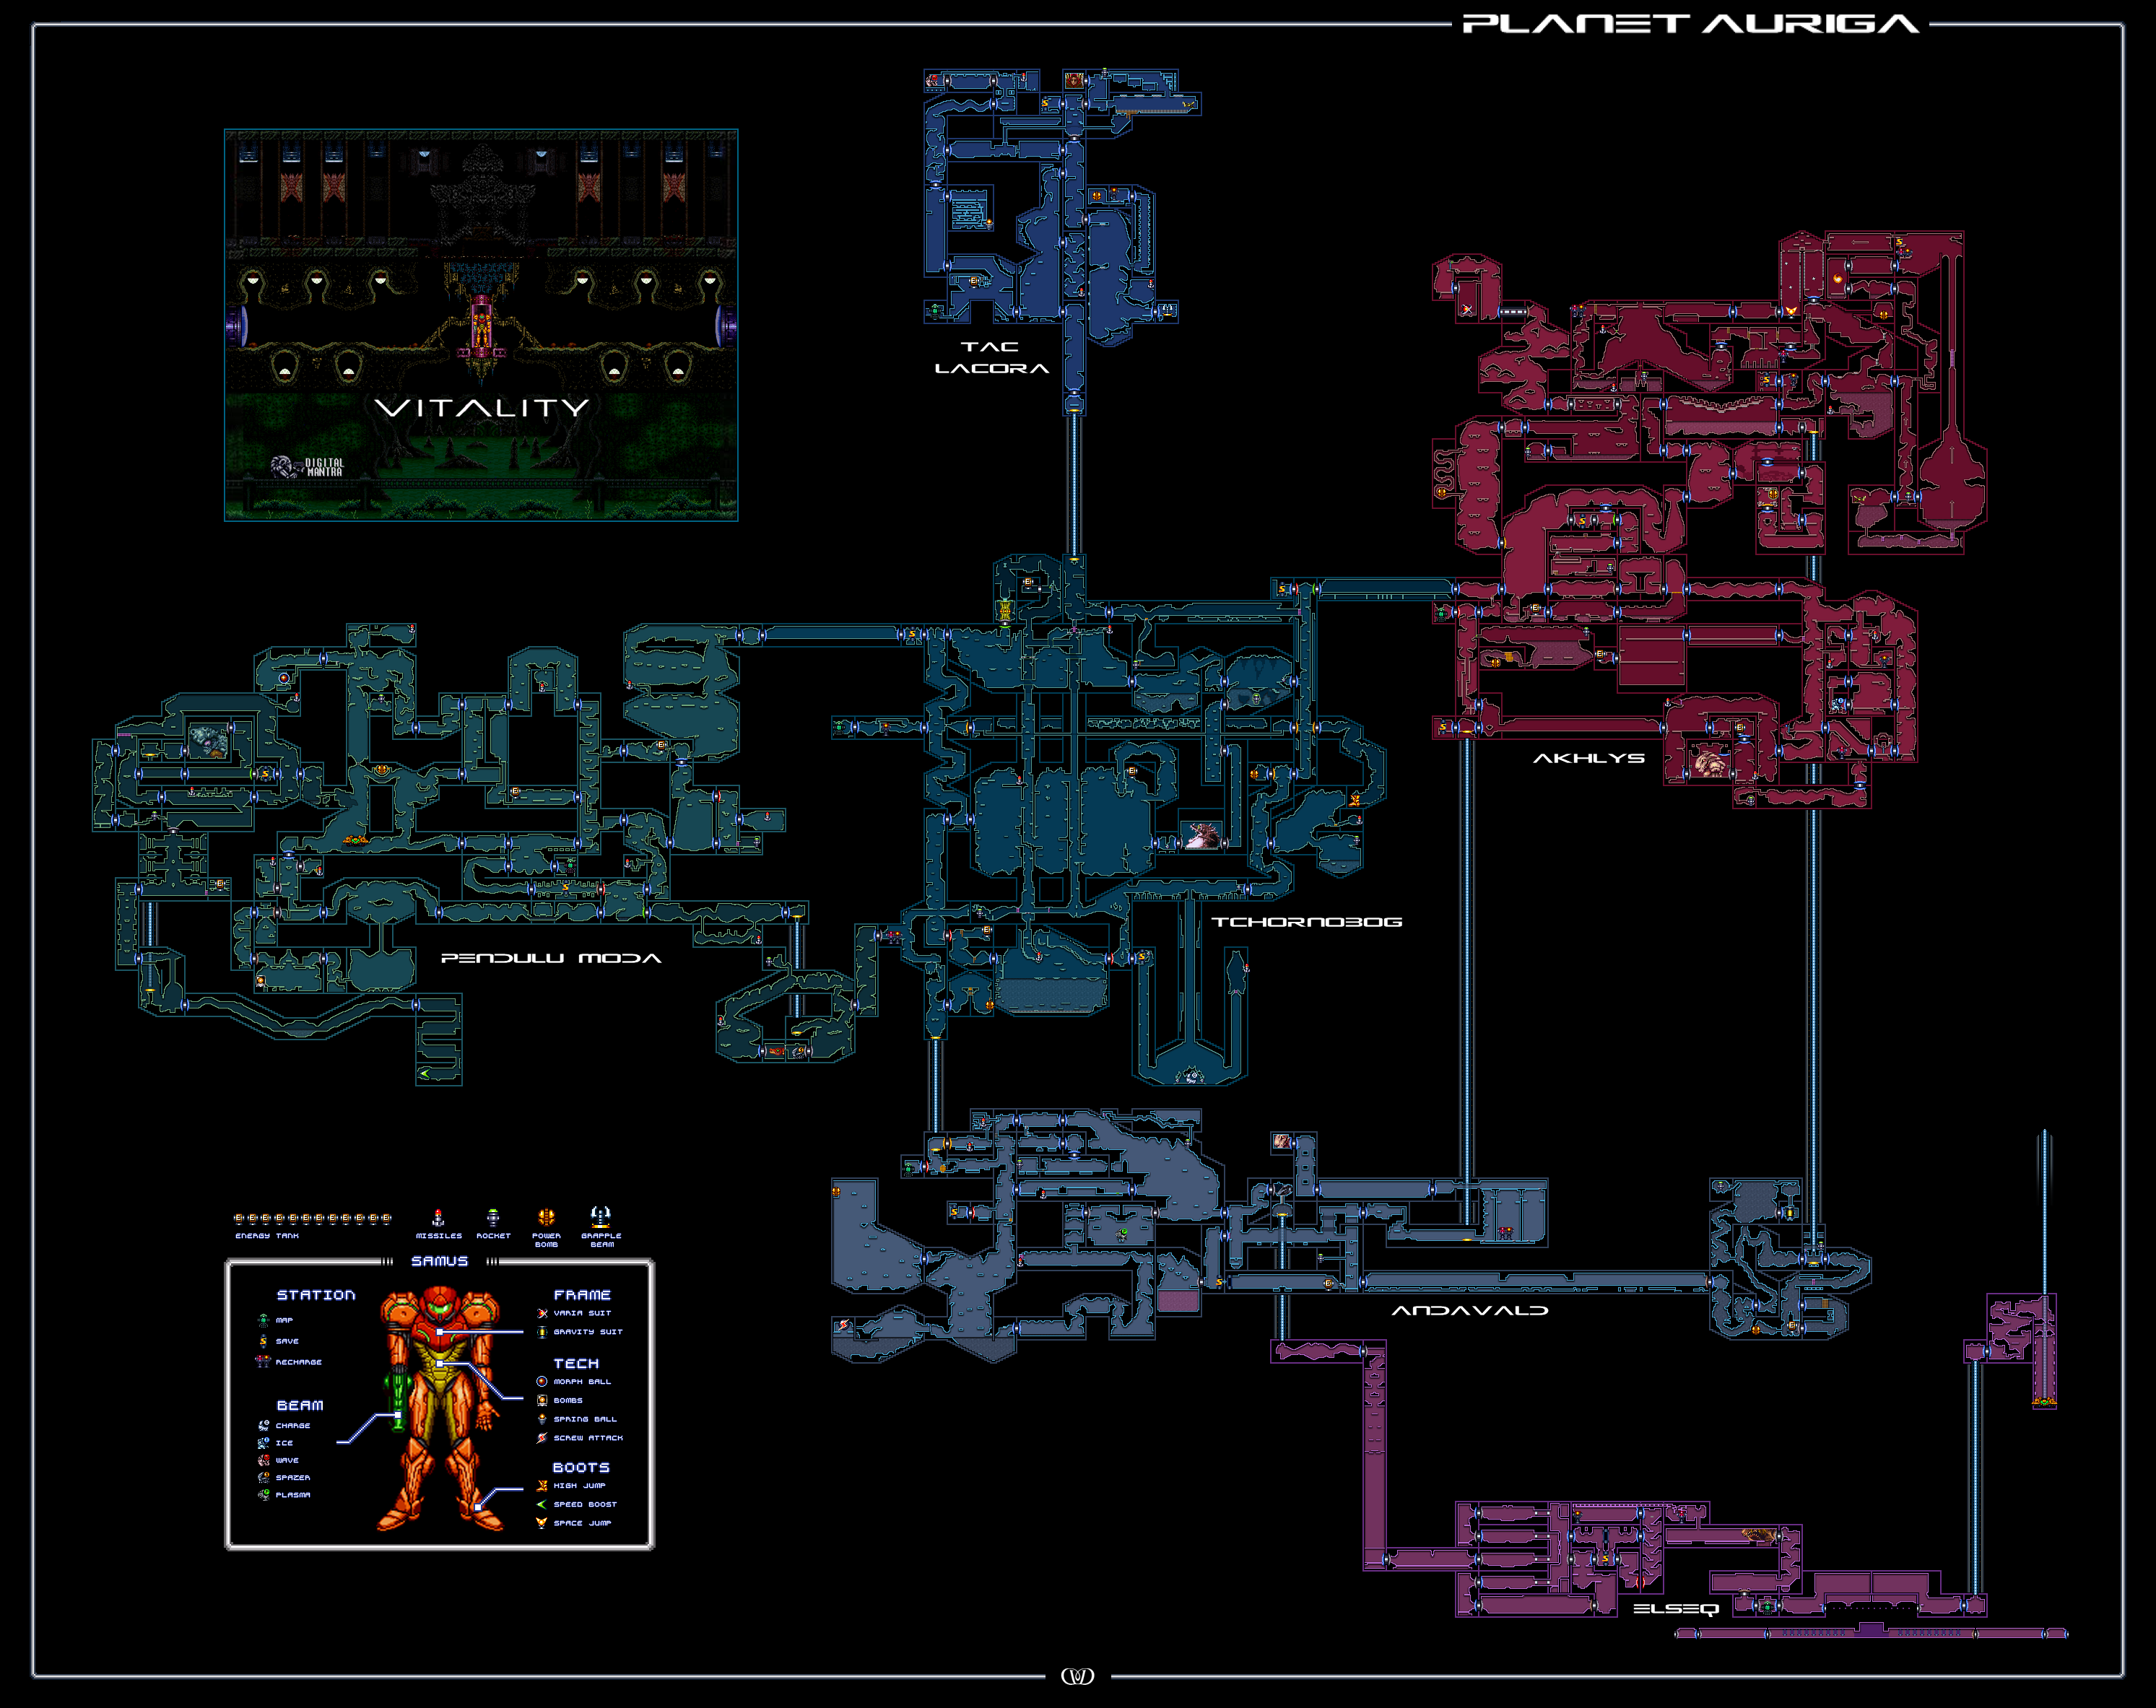 PLANET AURIGA
TAC
LACORA
VITALITY
DIGITAL
MANTRA
AKHLYS
TCHORNOBOG
PENDULU MODA
ANDAVALD
ELSEQ
ENERGY TANK
MISSILES
ROCKET
POWER
BOMB
GRAPPLE
BEAM
SAMUS
STATION
MAP
SAVE
RECHARGE
BEAM
CHARGE
ICE
WAVE
SPAZER
PLASMA
FRAME
VARIA SUIT
GRAVITY SUIT
TECH
MORPH BALL
BOMBS
SPRING BALL
SCREW ATTACK
BOOTS
HIGH JUMP
SPEED BOOST
SPACE JUMP